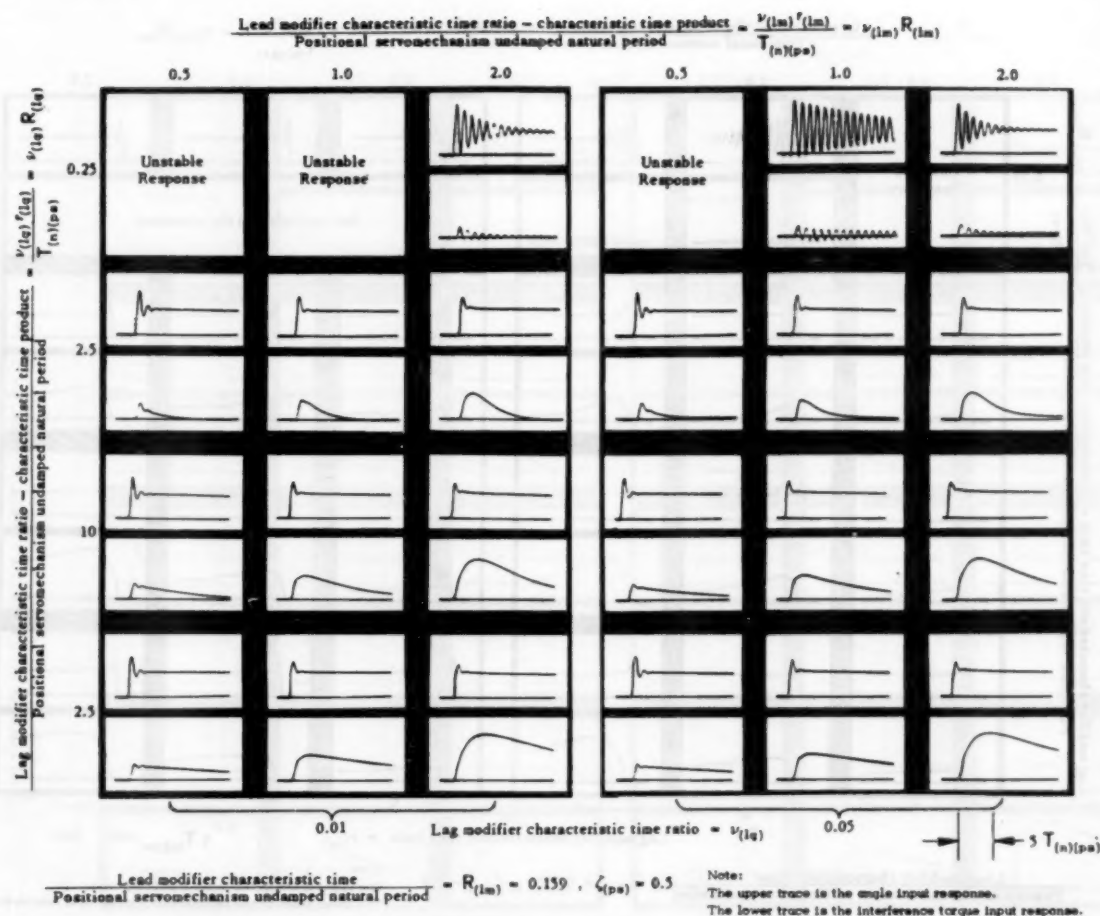 Lead modifier characteristic time ratio – characteristic time product
Positional servomechanism undamped natural period
= ν(lm) τ(lm) / T(n)(ps) = ν(lm) R(lm)
0.5 1.0 2.0 0.5 1.0 2.0
Lag modifier characteristic time ratio – characteristic time product
Positional servomechanism undamped natural period
= ν(lq) τ(lq) / T(n)(ps) = ν(lq) R(lq)
0.25
Unstable
Response
Unstable
Response
Unstable
Response
2.5
10
2.5
0.01 Lag modifier characteristic time ratio = ν(lq) 0.05
5 T(n)(ps)
Lead modifier characteristic time
Positional servomechanism undamped natural period
= R(lm) = 0.159 , ζ(ps) = 0.5
Note:
The upper trace is the angle input response.
The lower trace is the interference torque input response.